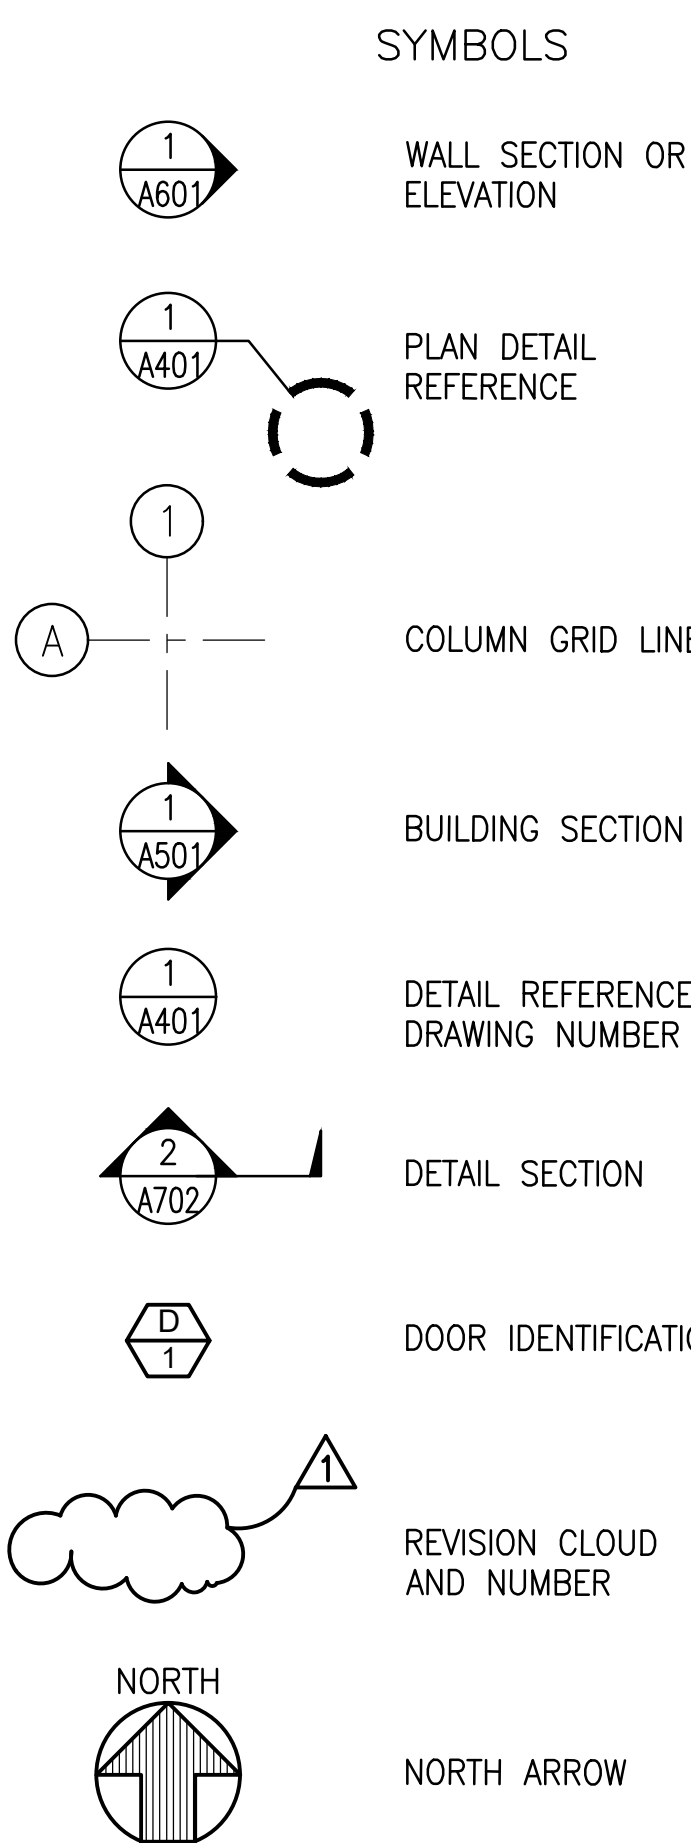 SYMBOLS
1
A601
WALL SECTION OR
ELEVATION
1
A401
PLAN DETAIL
REFERENCE
1
A
COLUMN GRID LINE
1
A501
BUILDING SECTION
1
A401
DETAIL REFERENCE
DRAWING NUMBER
2
A702
DETAIL SECTION
D
1
DOOR IDENTIFICATIO
1
REVISION CLOUD
AND NUMBER
NORTH
NORTH ARROW